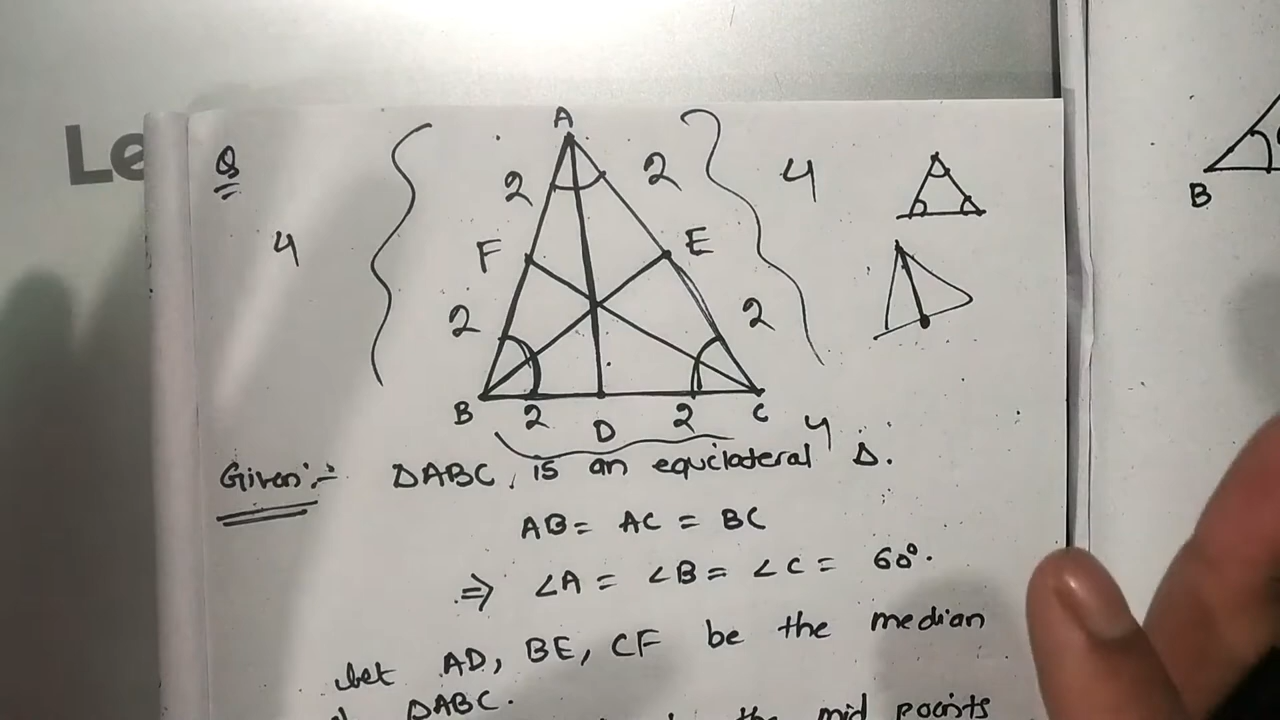 Le
Q
A
2 2
4 4
F E
2 2
B 2 D 2 C 4
B
Given:- ΔABC, is an equilateral Δ.
AB = AC = BC
⇒ ∠A = ∠B = ∠C = 60°.
let AD, BE, CF be the median
ΔABC.
the mid points